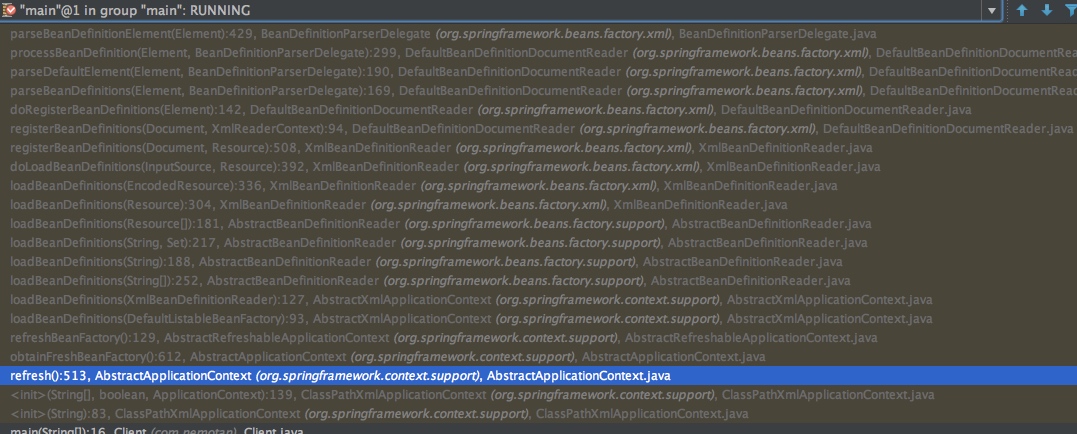 "main"@1 in group "main": RUNNING
parseBeanDefinitionElement(Element):429, BeanDefinitionParserDelegate (org.springframework.beans.factory.xml), BeanDefinitionParserDelegate.java
processBeanDefinition(Element, BeanDefinitionParserDelegate):299, DefaultBeanDefinitionDocumentReader (org.springframework.beans.factory.xml), DefaultBeanDefinitionDocumen
parseDefaultElement(Element, BeanDefinitionParserDelegate):190, DefaultBeanDefinitionDocumentReader (org.springframework.beans.factory.xml), DefaultBeanDefinitionDocumentRea
parseBeanDefinitions(Element, BeanDefinitionParserDelegate):169, DefaultBeanDefinitionDocumentReader (org.springframework.beans.factory.xml), DefaultBeanDefinitionDocumentRe
doRegisterBeanDefinitions(Element):142, DefaultBeanDefinitionDocumentReader (org.springframework.beans.factory.xml), DefaultBeanDefinitionDocumentReader.java
registerBeanDefinitions(Document, XmlReaderContext):94, DefaultBeanDefinitionDocumentReader (org.springframework.beans.factory.xml), DefaultBeanDefinitionDocumentReader.java
registerBeanDefinitions(Document, Resource):508, XmlBeanDefinitionReader (org.springframework.beans.factory.xml), XmlBeanDefinitionReader.java
doLoadBeanDefinitions(InputSource, Resource):392, XmlBeanDefinitionReader (org.springframework.beans.factory.xml), XmlBeanDefinitionReader.java
loadBeanDefinitions(EncodedResource):336, XmlBeanDefinitionReader (org.springframework.beans.factory.xml), XmlBeanDefinitionReader.java
loadBeanDefinitions(Resource):304, XmlBeanDefinitionReader (org.springframework.beans.factory.xml), XmlBeanDefinitionReader.java
loadBeanDefinitions(Resource[]):181, AbstractBeanDefinitionReader (org.springframework.beans.factory.support), AbstractBeanDefinitionReader.java
loadBeanDefinitions(String, Set):217, AbstractBeanDefinitionReader (org.springframework.beans.factory.support), AbstractBeanDefinitionReader.java
loadBeanDefinitions(String):188, AbstractBeanDefinitionReader (org.springframework.beans.factory.support), AbstractBeanDefinitionReader.java
loadBeanDefinitions(String[]):252, AbstractBeanDefinitionReader (org.springframework.beans.factory.support), AbstractBeanDefinitionReader.java
loadBeanDefinitions(XmlBeanDefinitionReader):127, AbstractXmlApplicationContext (org.springframework.context.support), AbstractXmlApplicationContext.java
loadBeanDefinitions(DefaultListableBeanFactory):93, AbstractXmlApplicationContext (org.springframework.context.support), AbstractXmlApplicationContext.java
refreshBeanFactory():129, AbstractRefreshableApplicationContext (org.springframework.context.support), AbstractRefreshableApplicationContext.java
obtainFreshBeanFactory():612, AbstractApplicationContext (org.springframework.context.support), AbstractApplicationContext.java
refresh():513, AbstractApplicationContext (org.springframework.context.support), AbstractApplicationContext.java
<init>(String[], boolean, ApplicationContext):139, ClassPathXmlApplicationContext (org.springframework.context.support), ClassPathXmlApplicationContext.java
<init>(String):83, ClassPathXmlApplicationContext (org.springframework.context.support), ClassPathXmlApplicationContext.java
main(String[]):16, Client (com.nemotan), Client.java